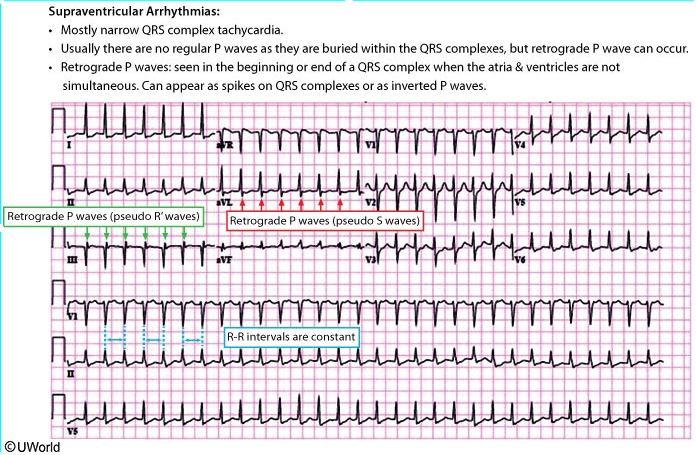 Supraventricular Arrhythmias:
• Mostly narrow QRS complex tachycardia.
• Usually there are no regular P waves as they are buried within the QRS complexes, but retrograde P wave can occur.
• Retrograde P waves: seen in the beginning or end of a QRS complex when the atria & ventricles are not
simultaneous. Can appear as spikes on QRS complexes or as inverted P waves.
I aVR V1 V4
II aVL V2 V5
Retrograde P waves (pseudo R' waves)
Retrograde P waves (pseudo S waves)
III aVF V3 V6
V1
R-R intervals are constant
II
V5
©UWorld